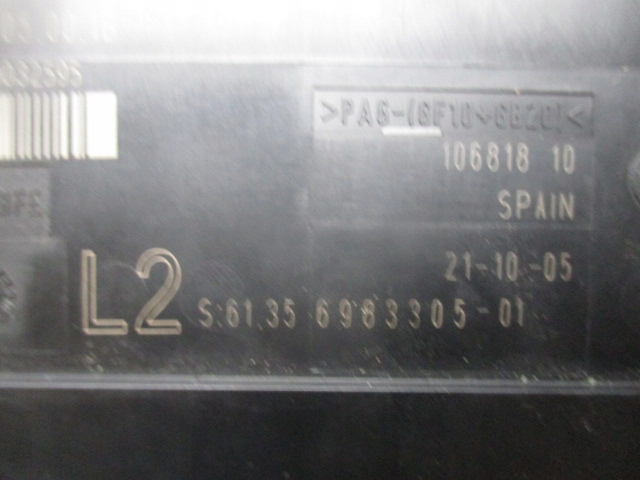 >PA6-(GF10+GB20)<
106818 10
SPAIN
21-10-05
L2 S:61.35 6983305-01